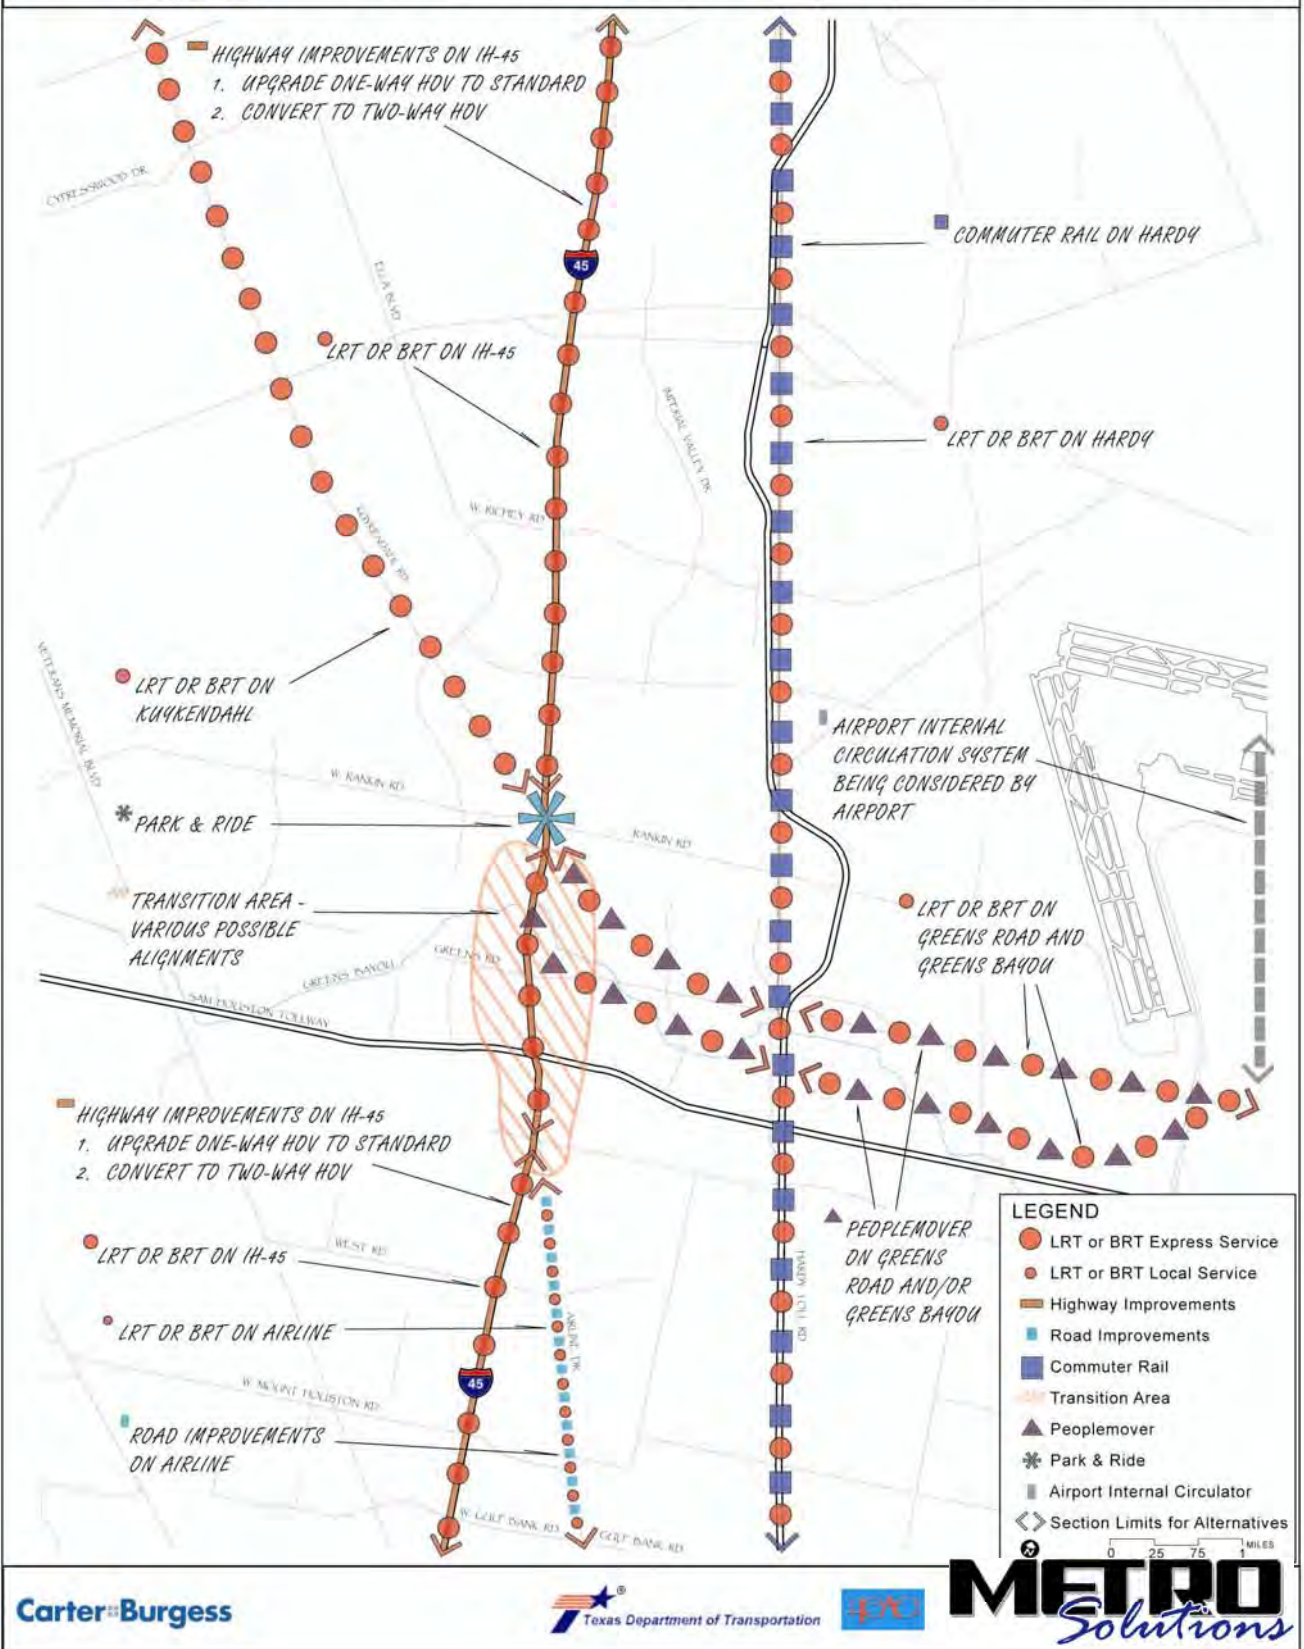 HIGHWAY IMPROVEMENTS ON IH-45
1. UPGRADE ONE-WAY HOV TO STANDARD
2. CONVERT TO TWO-WAY HOV
CYPRESSWOOD DR.
45
COMMUTER RAIL ON HARDY
ELLA BLVD
LRT OR BRT ON IH-45
IMPERIAL VALLEY DR.
LRT OR BRT ON HARDY
W. RICHEY RD
KUYKENDAHL RD
VETERANS MEMORIAL BLVD
LRT OR BRT ON
KUYKENDAHL
AIRPORT INTERNAL
CIRCULATION SYSTEM
BEING CONSIDERED BY
AIRPORT
W. RANKIN RD.
PARK & RIDE
RANKIN RD
TRANSITION AREA -
VARIOUS POSSIBLE
ALIGNMENTS
LRT OR BRT ON
GREENS ROAD AND
GREENS BAYOU
GREENS RD
GREENS BAYOU
SAM HOUSTON TOLLWAY
HIGHWAY IMPROVEMENTS ON IH-45
1. UPGRADE ONE-WAY HOV TO STANDARD
2. CONVERT TO TWO-WAY HOV
PEOPLEMOVER
ON GREENS
ROAD AND/OR
GREENS BAYOU
WEST RD.
LRT OR BRT ON IH-45
HARDY TOLL RD
LRT OR BRT ON AIRLINE
AIRLINE DR.
45
W. MOUNT HOUSTON RD.
ROAD IMPROVEMENTS
ON AIRLINE
W. GULF BANK RD.
GULF BANK RD.
LEGEND
LRT or BRT Express Service
LRT or BRT Local Service
Highway Improvements
Road Improvements
Commuter Rail
Transition Area
Peoplemover
Park & Ride
Airport Internal Circulator
Section Limits for Alternatives
0 .25 .75 1 MILES
Carter Burgess
Texas Department of Transportation
®
METRO
Solutions